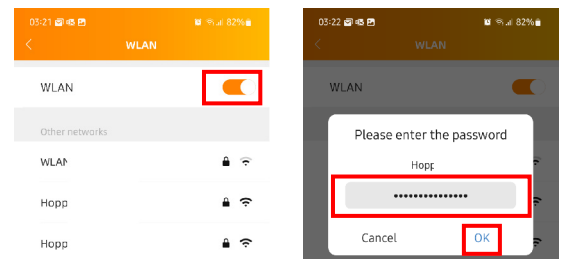 03:21 82%
WLAN
WLAN
Other networks
WLAN
Hopp
Hopp
03:22 82%
WLAN
WLAN
Please enter the password
Hopp
•••••••••••••••
Cancel OK